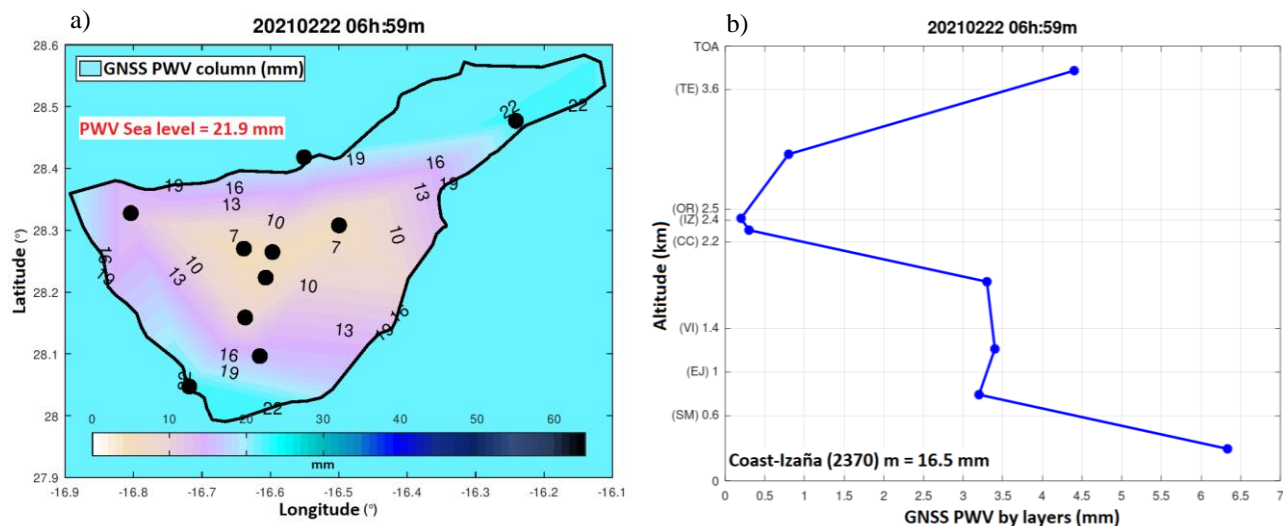 a)
20210222 06h:59m
28.6
28.5
28.4
28.3
28.2
28.1
28
27.9
Latitude (°)
GNSS PWV column (mm)
PWV Sea level = 21.9 mm
22
22
19
16
19
16
13
13
19
10
7
7
10
16
19
13
10
10
16
13
19
16
19
22
0 10 20 30 40 50 60
mm
-16.9 -16.8 -16.7 -16.6 -16.5 -16.4 -16.3 -16.2 -16.1
Longitude (°)
b)
20210222 06h:59m
TOA
(TE) 3.6
(OR) 2.5
(IZ) 2.4
(CC) 2.2
(VI) 1.4
(EJ) 1
(SM) 0.6
0
Altitude (km)
Coast-Izaña (2370) m = 16.5 mm
0 0.5 1 1.5 2 2.5 3 3.5 4 4.5 5 5.5 6 6.5 7
GNSS PWV by layers (mm)